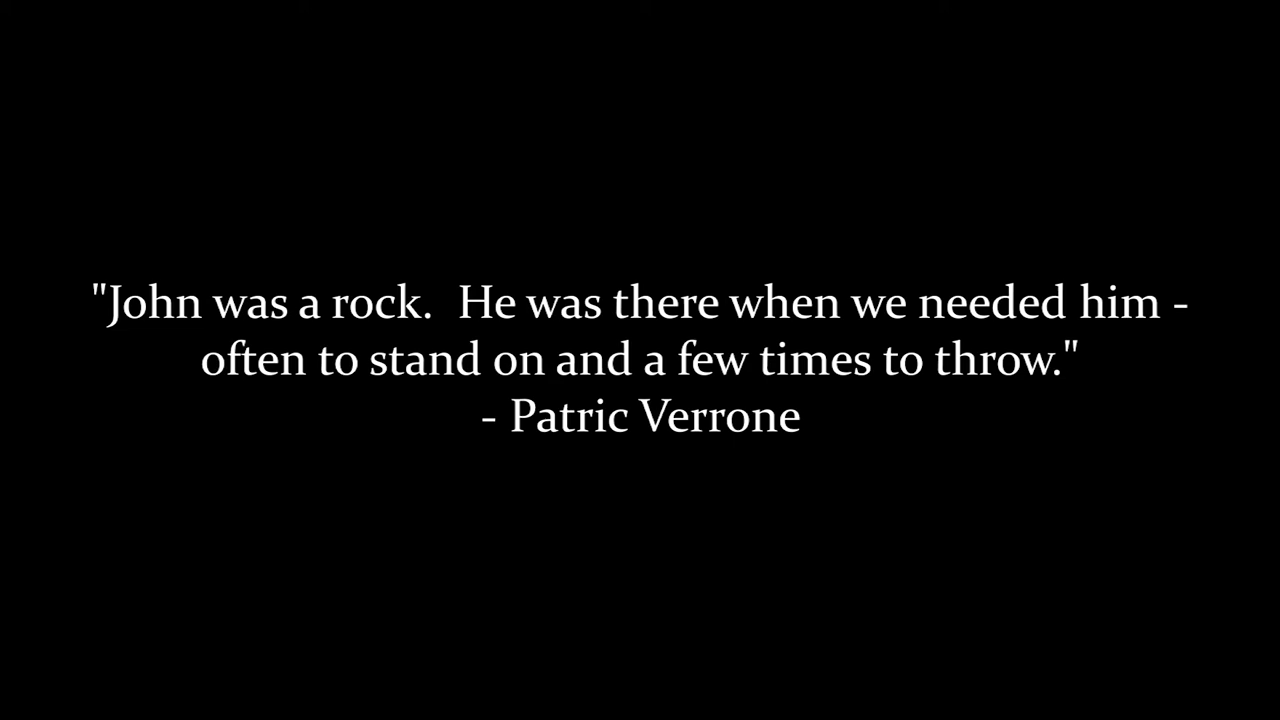 "John was a rock.  He was there when we needed him -
often to stand on and a few times to throw."
- Patric Verrone